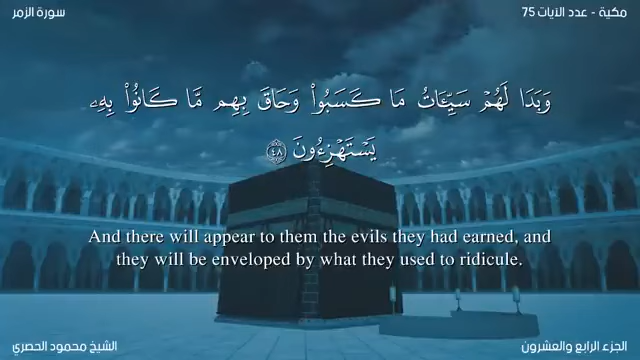 مكية - عدد الآيات 75
سورة الزمر
وَبَدَا لَهُمْ سَيِّـَٔاتُ مَا كَسَبُوا۟ وَحَاقَ بِهِم مَّا كَانُوا۟ بِهِۦ
يَسْتَهْزِءُونَ ٤٨
And there will appear to them the evils they had earned, and
they will be enveloped by what they used to ridicule.
الجزء الرابع والعشرون
الشيخ محمود الحصري